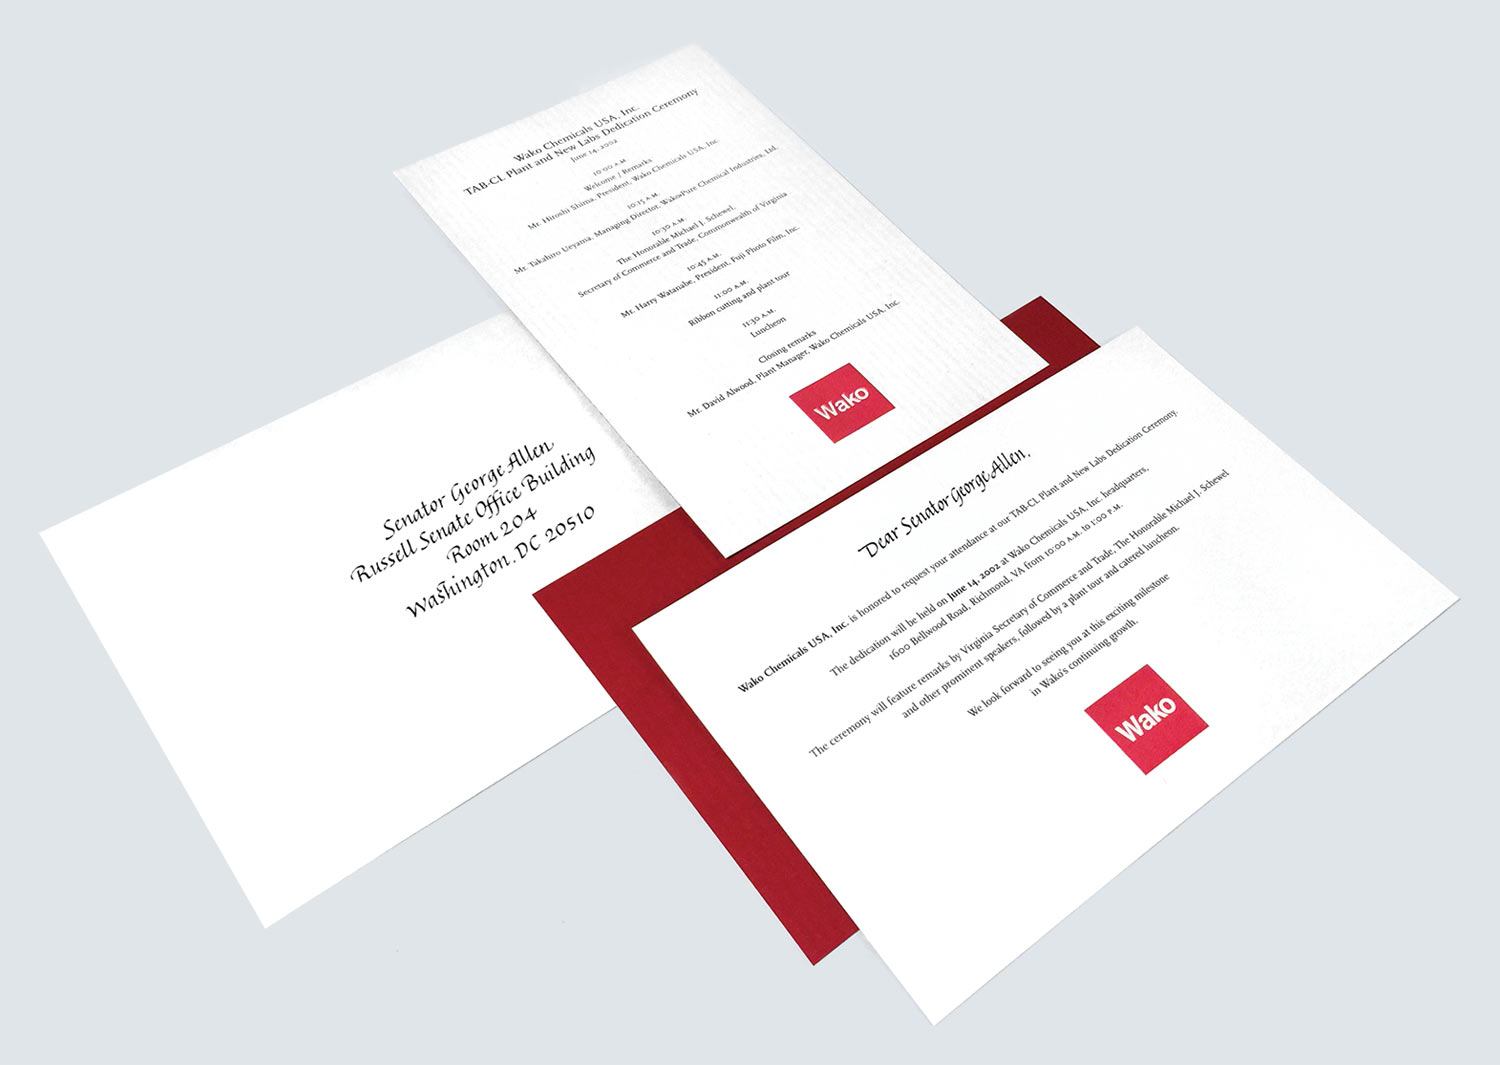 Wako Chemicals USA, Inc.
TAB-CL Plant and New Labs Dedication Ceremony
June 14, 2002
10:00 A.M.
Welcome / Remarks
Mr. Hiroshi Shima, President, Wako Chemicals USA, Inc.
10:15 A.M.
Mr. Takahiro Ueyama, Managing Director, WakoPure Chemical Industries, Ltd.
10:30 A.M.
The Honorable Michael J. Schewel,
Secretary of Commerce and Trade, Commonwealth of Virginia
10:45 A.M.
Mr. Harry Watanabe, President, Fuji Photo Film, Inc.
11:00 A.M.
Ribbon cutting and plant tour
11:30 A.M.
Luncheon
Closing remarks
Mr. David Alwood, Plant Manager, Wako Chemicals USA, Inc.
Wako
Senator George Allen
Russell Senate Office Building
Room 204
Washington, DC 20510
Dear Senator George Allen,
Wako Chemicals USA, Inc. is honored to request your attendance at our TAB-CL Plant and New Labs Dedication Ceremony.
The dedication will be held on June 14, 2002 at Wako Chemicals USA, Inc. headquarters,
1600 Bellwood Road, Richmond, VA from 10:00 A.M. to 1:00 P.M.
The ceremony will feature remarks by Virginia Secretary of Commerce and Trade, The Honorable Michael J. Schewel
and other prominent speakers, followed by a plant tour and catered luncheon.
We look forward to seeing you at this exciting milestone
in Wako's continuing growth.
Wako